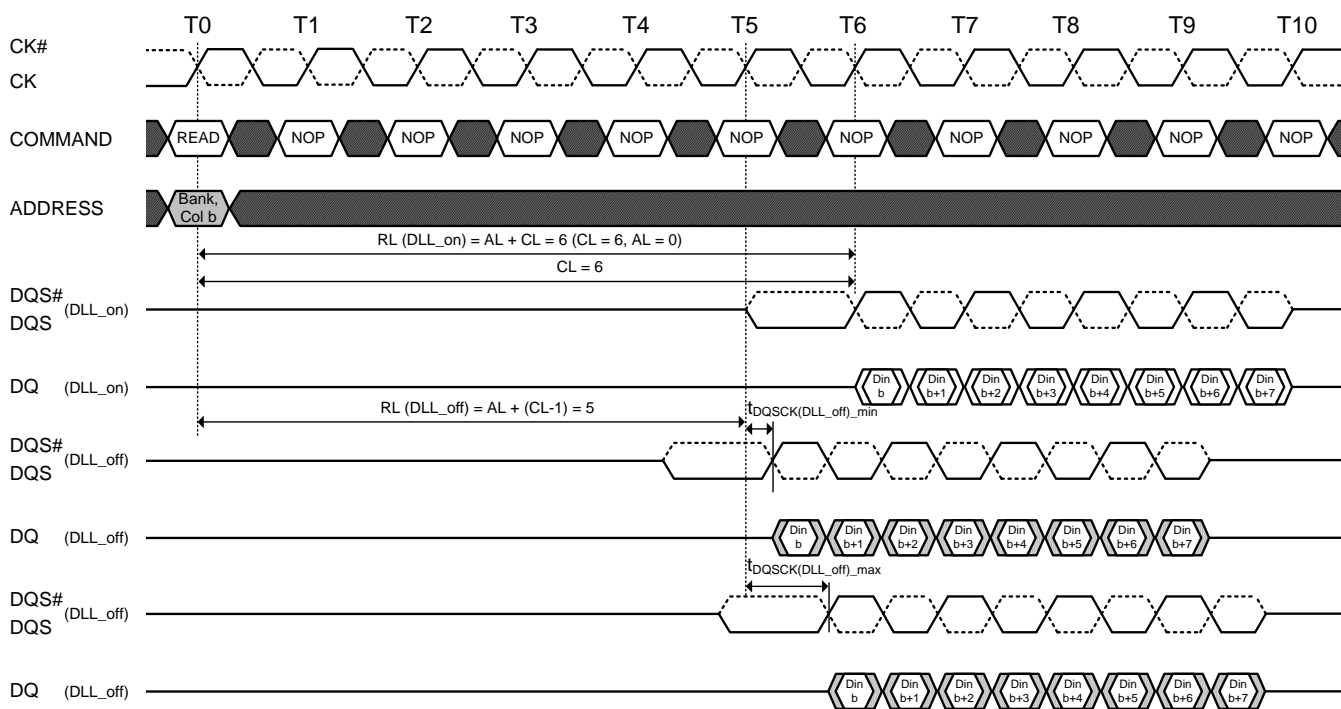 T0 T1 T2 T3 T4 T5 T6 T7 T8 T9 T10
CK#
CK
COMMAND READ NOP NOP NOP NOP NOP NOP NOP NOP NOP NOP
ADDRESS Bank,
Col b
RL (DLL_on) = AL + CL = 6 (CL = 6, AL = 0)
CL = 6
DQS# (DLL_on)
DQS
DQ (DLL_on) Din b Din b+1 Din b+2 Din b+3 Din b+4 Din b+5 Din b+6 Din b+7
RL (DLL_off) = AL + (CL-1) = 5 tDQSCK(DLL_off)_min
DQS# (DLL_off)
DQS
DQ (DLL_off) Din b Din b+1 Din b+2 Din b+3 Din b+4 Din b+5 Din b+6 Din b+7
tDQSCK(DLL_off)_max
DQS# (DLL_off)
DQS
DQ (DLL_off) Din b Din b+1 Din b+2 Din b+3 Din b+4 Din b+5 Din b+6 Din b+7